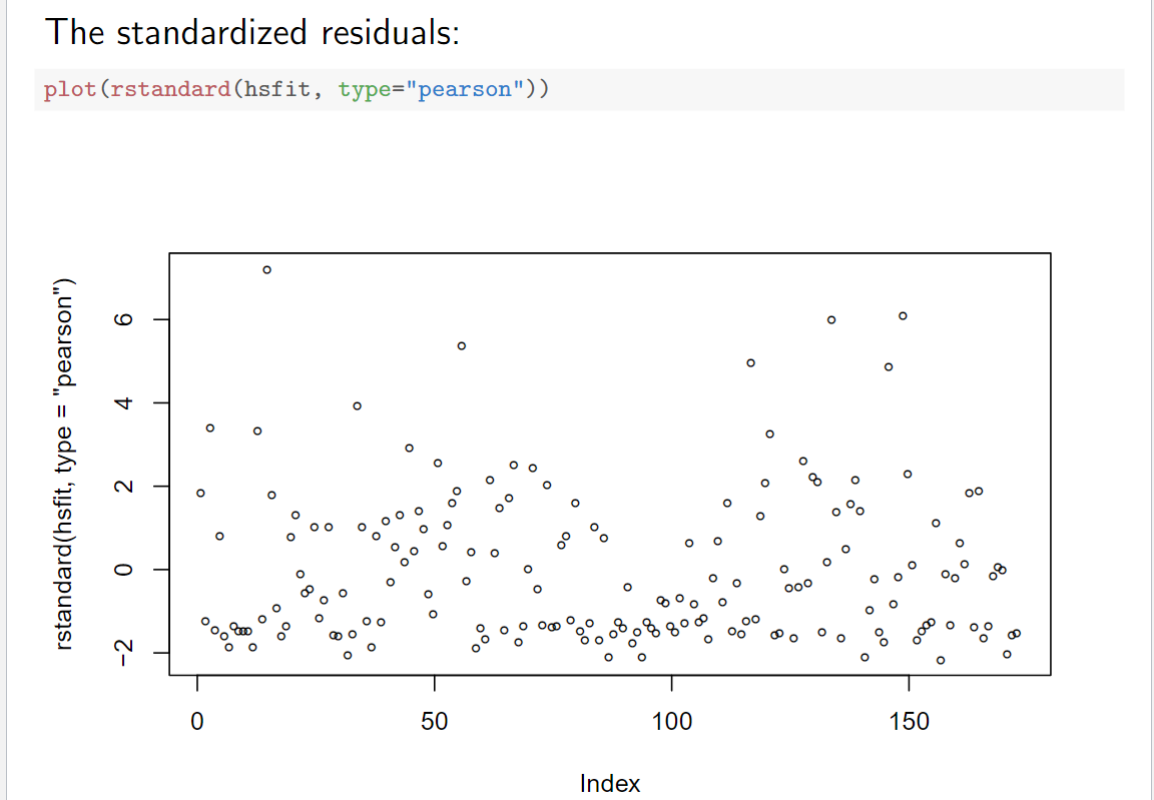 The standardized residuals:
plot(rstandard(hsfit, type="pearson"))
rstandard(hsfit, type = "pearson")
6
4
2
0
−2
0 50 100 150
Index